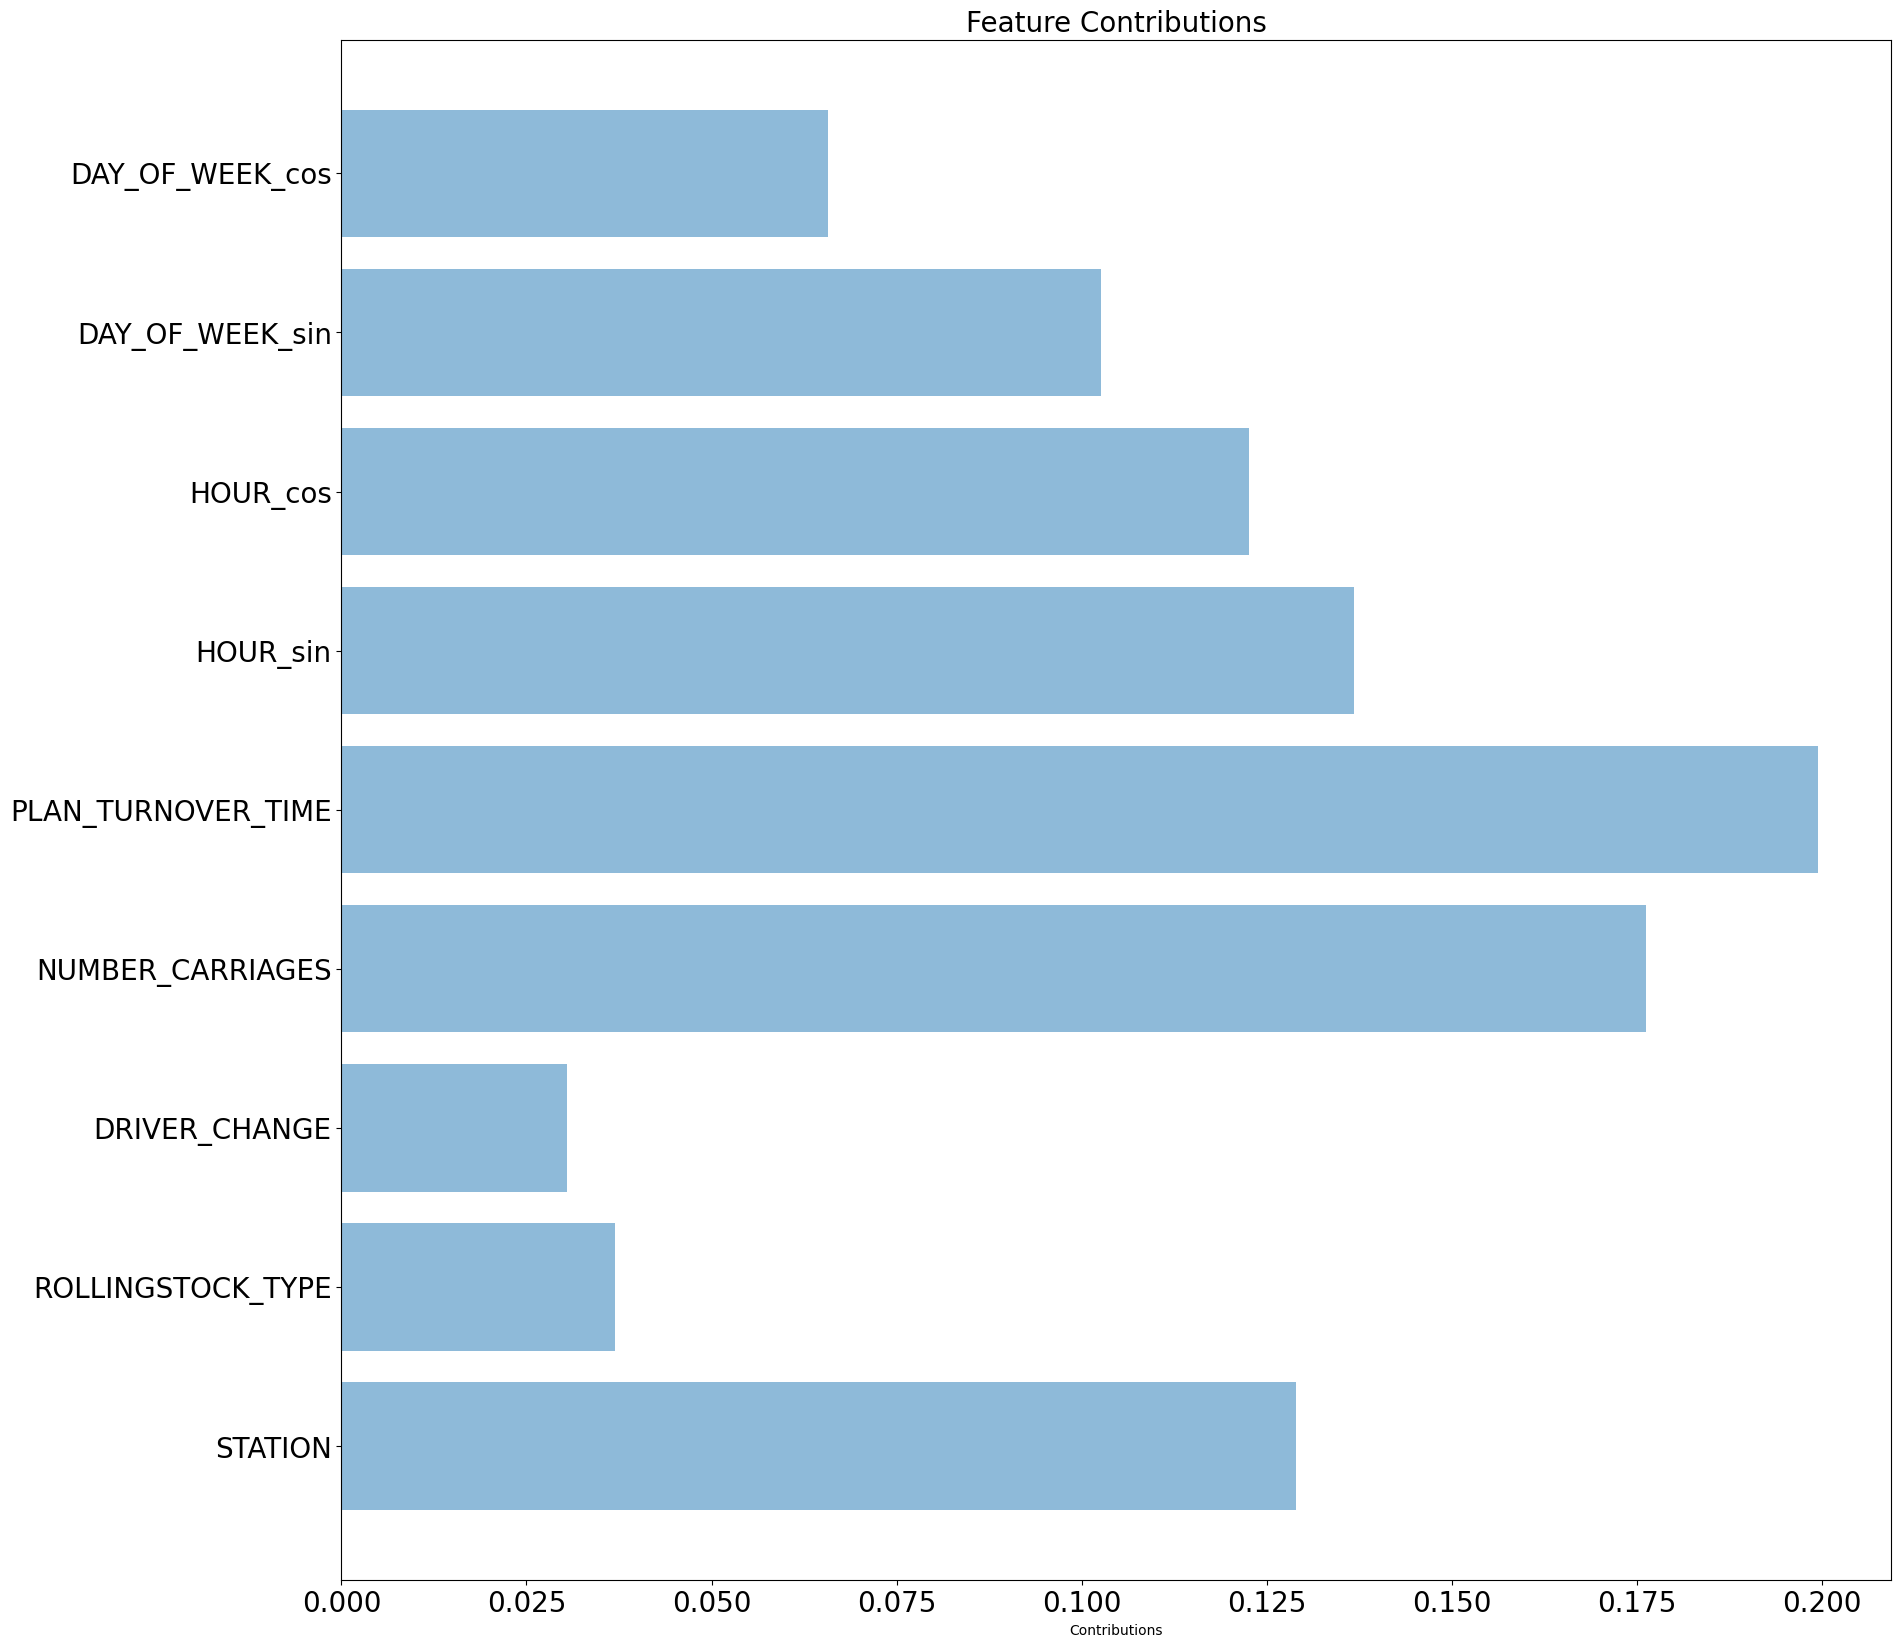 Feature Contributions
DAY_OF_WEEK_cos
DAY_OF_WEEK_sin
HOUR_cos
HOUR_sin
PLAN_TURNOVER_TIME
NUMBER_CARRIAGES
DRIVER_CHANGE
ROLLINGSTOCK_TYPE
STATION
0.000 0.025 0.050 0.075 0.100 0.125 0.150 0.175 0.200
Contributions